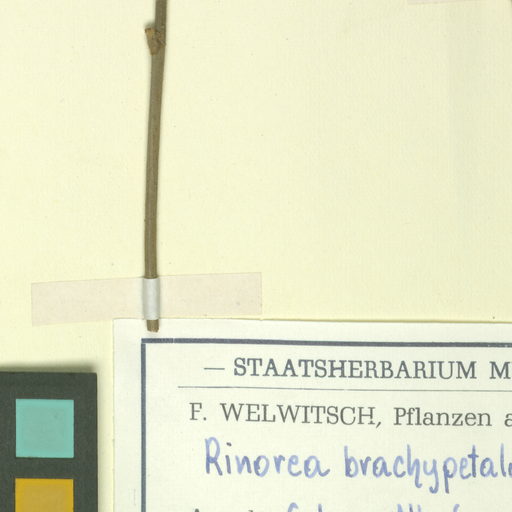 — STAATSHERBARIUM M
F. WELWITSCH, Pflanzen a
Rinorea brachypetal